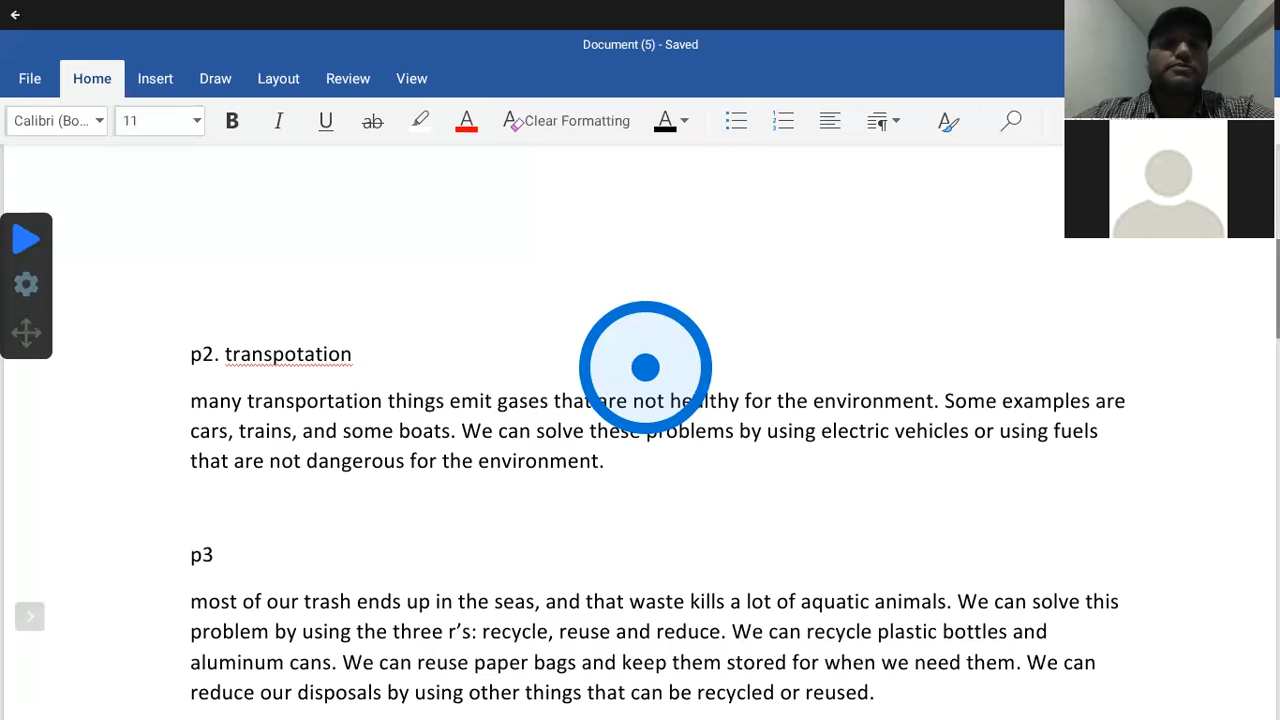 Document (5) - Saved
File Home Insert Draw Layout Review View
Calibri (Bo... 11 B I U ab A Clear Formatting A
p2. transpotation
many transportation things emit gases that are not healthy for the environment. Some examples are
cars, trains, and some boats. We can solve these problems by using electric vehicles or using fuels
that are not dangerous for the environment.
p3
most of our trash ends up in the seas, and that waste kills a lot of aquatic animals. We can solve this
problem by using the three r’s: recycle, reuse and reduce. We can recycle plastic bottles and
aluminum cans. We can reuse paper bags and keep them stored for when we need them. We can
reduce our disposals by using other things that can be recycled or reused.